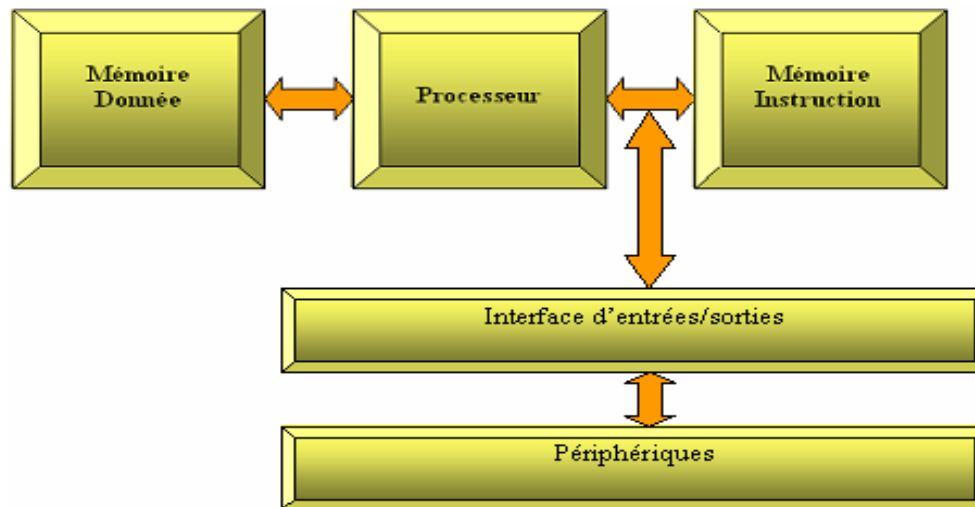 Mémoire
Donnée
Processeur
Mémoire
Instruction
Interface d'entrées/sorties
Périphériques